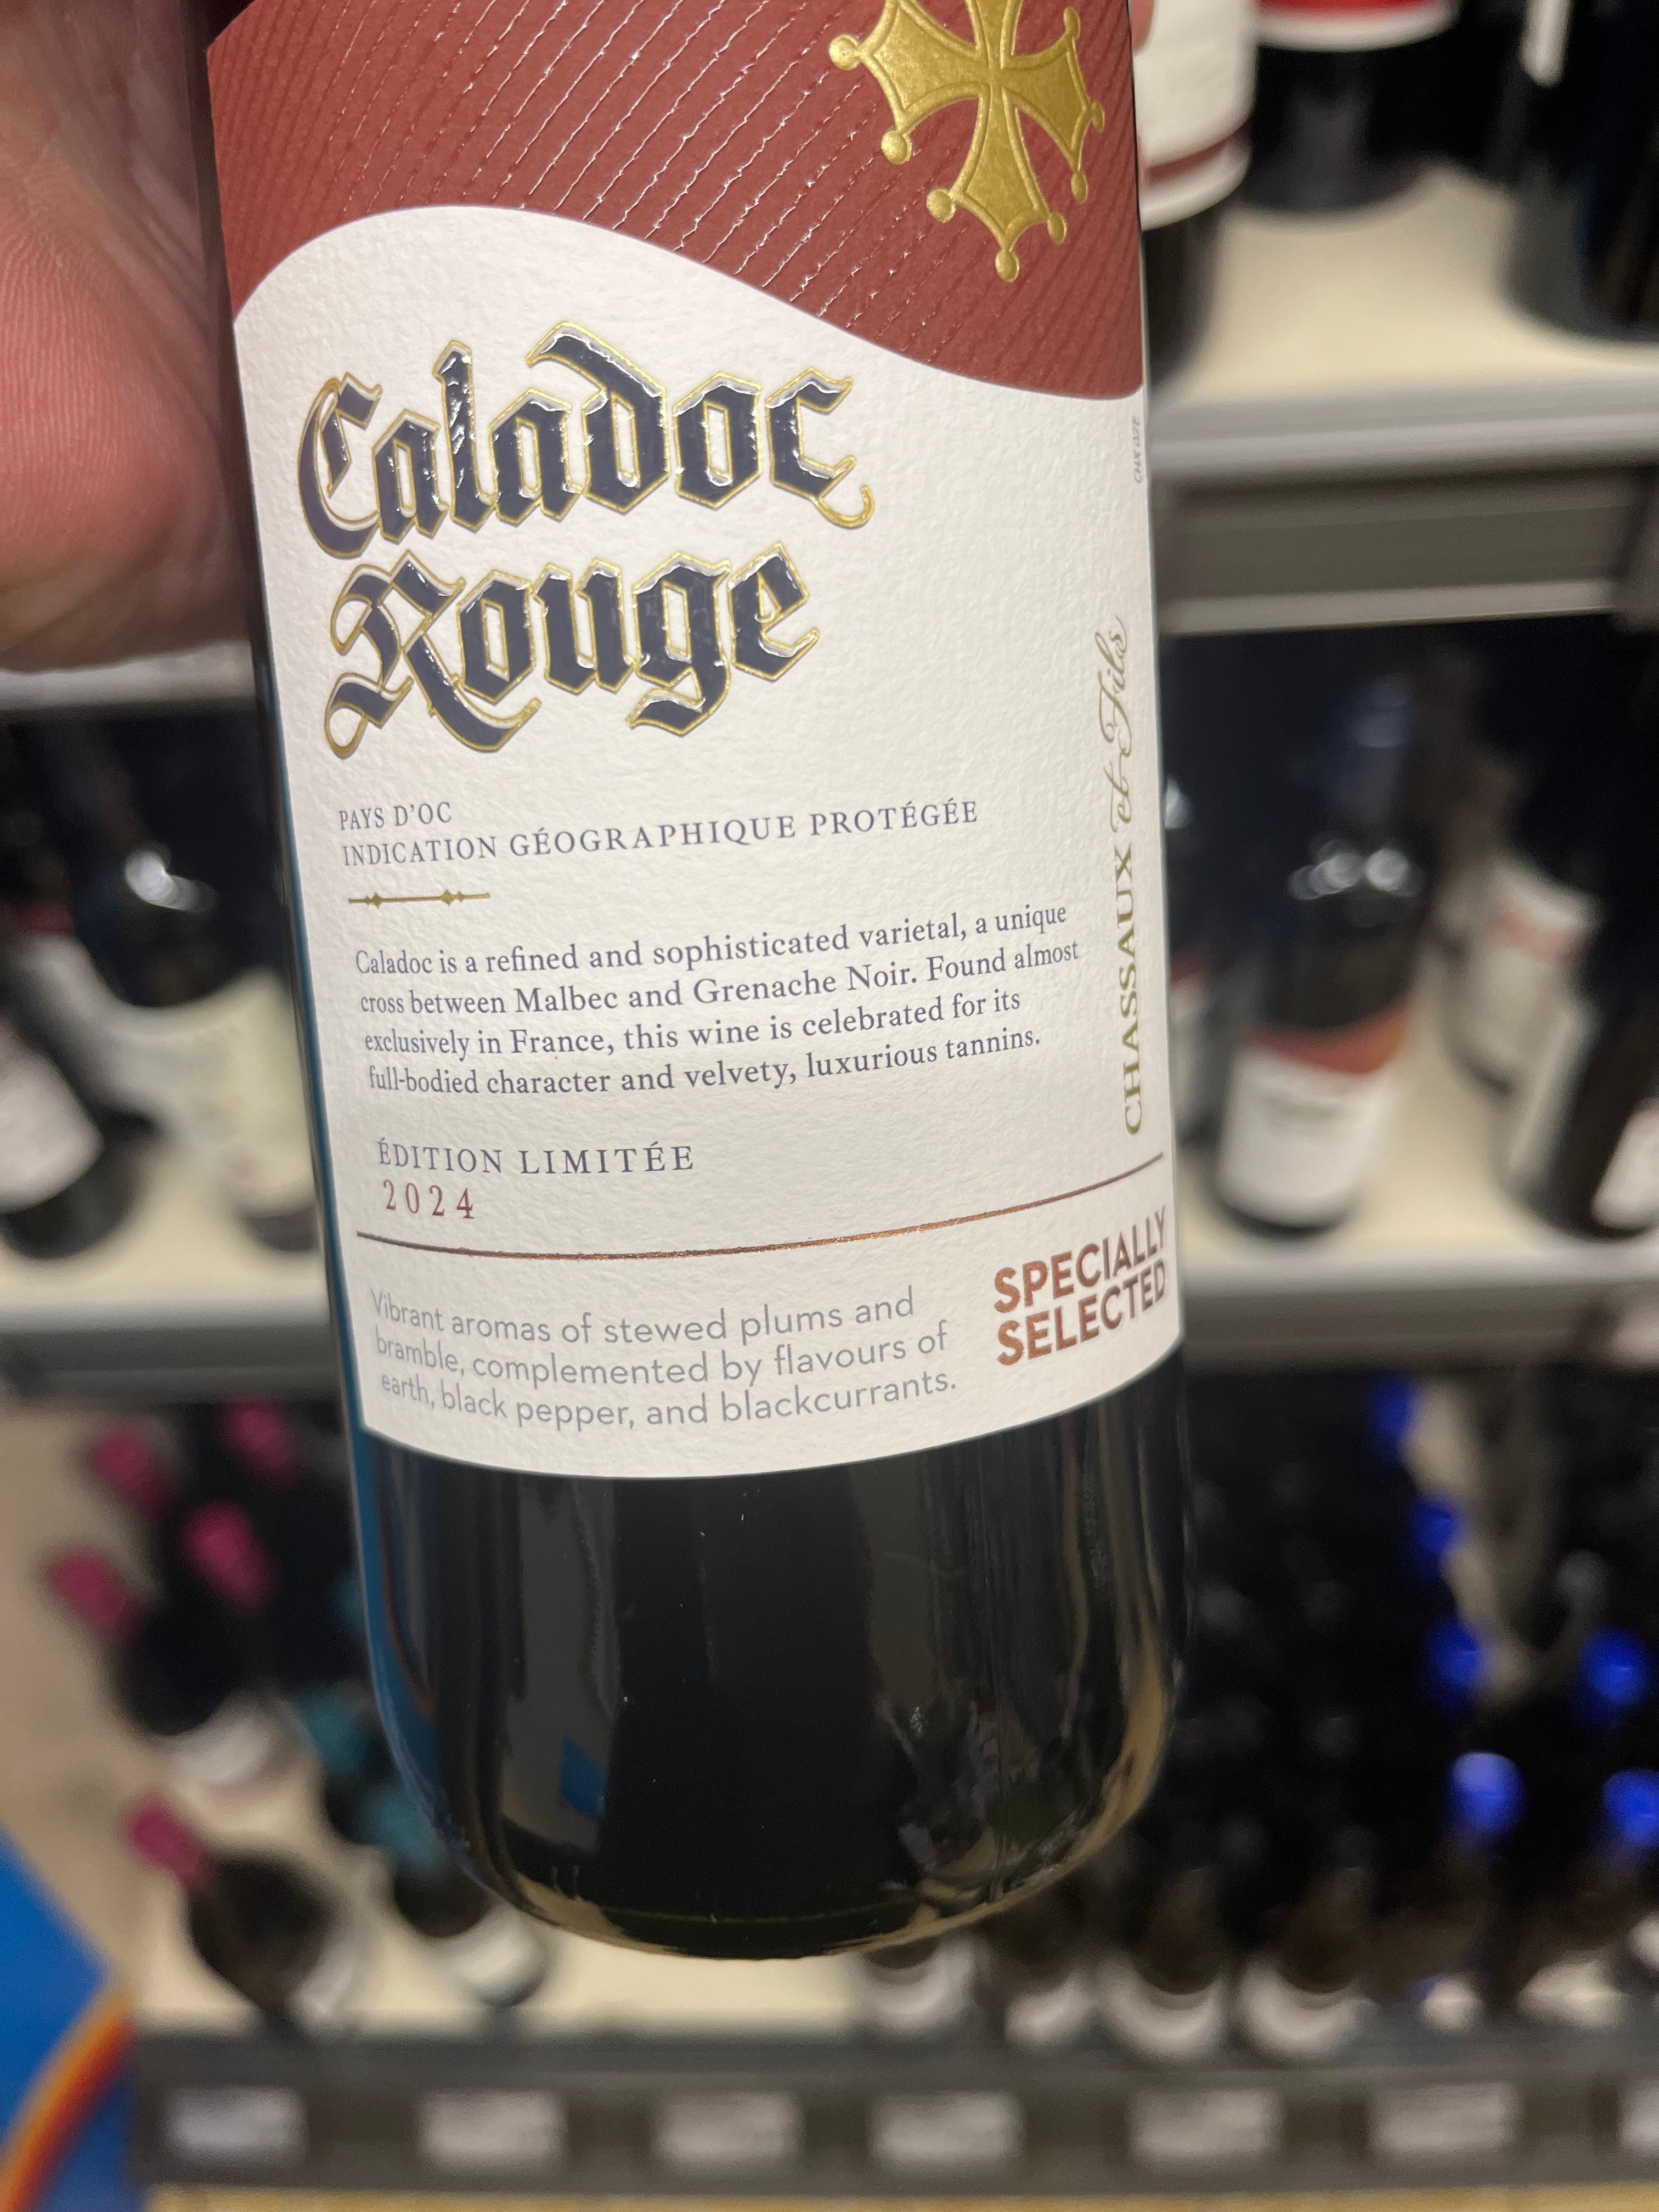 Caladoc
Rouge
PAYS D'OC
INDICATION GÉOGRAPHIQUE PROTÉGÉE
Caladoc is a refined and sophisticated varietal, a unique
cross between Malbec and Grenache Noir. Found almost
exclusively in France, this wine is celebrated for its
full-bodied character and velvety, luxurious tannins.
ÉDITION LIMITÉE
2024
CHASSAUX et Fils
Vibrant aromas of stewed plums and
bramble, complemented by flavours of
earth, black pepper, and blackcurrants.
SPECIALLY
SELECTED